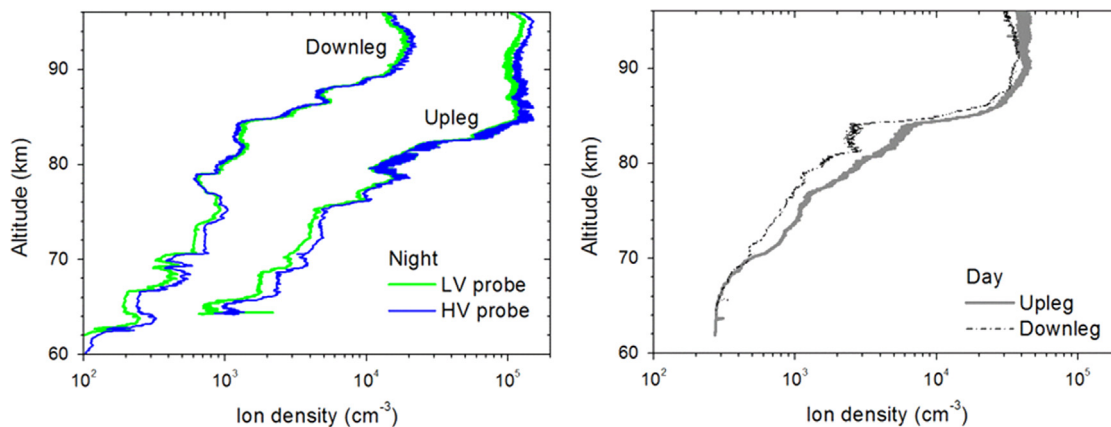 Downleg
Upleg
Night
LV probe
HV probe
90
80
70
60
Altitude (km)
10² 10³ 10⁴ 10⁵
Ion density (cm⁻³)
Day
Upleg
Downleg
90
80
70
60
Altitude (km)
10² 10³ 10⁴ 10⁵
Ion density (cm⁻³)